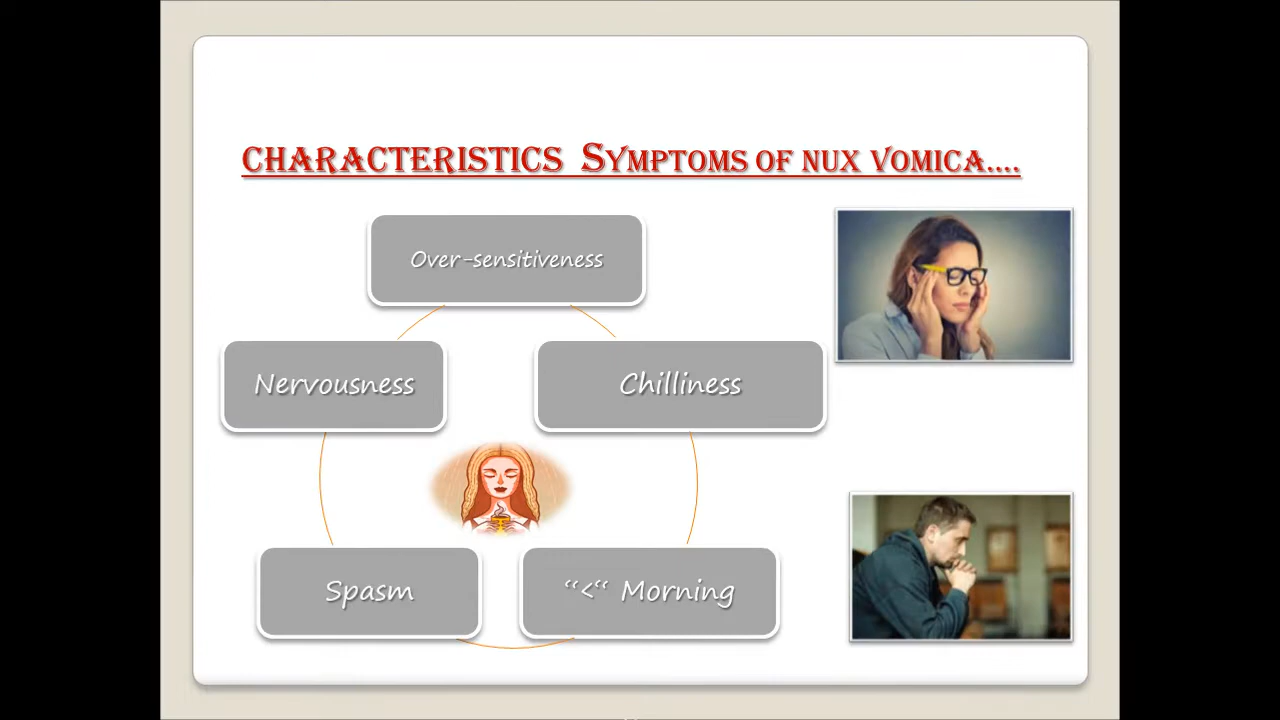 CHARACTERISTICS SYMPTOMS OF NUX VOMICA....
Over-sensitiveness
Nervousness
Chilliness
Spasm
“<“ Morning